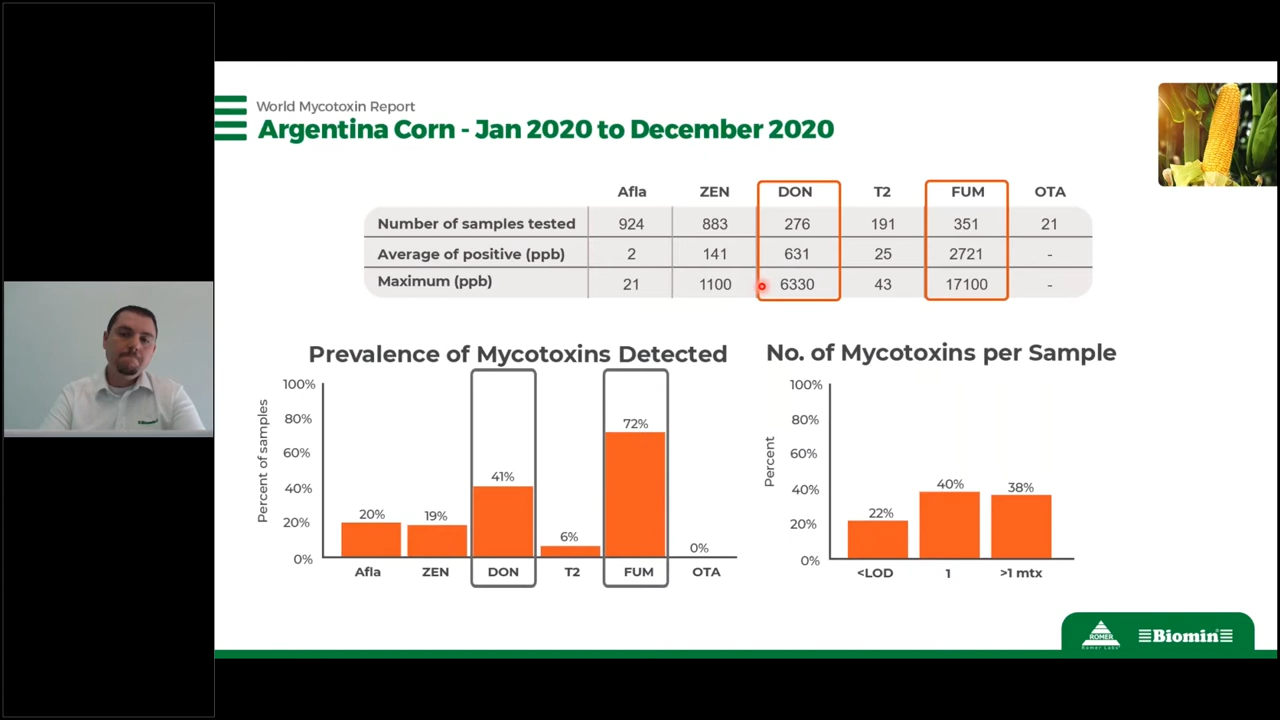 World Mycotoxin Report
Argentina Corn - Jan 2020 to December 2020
Afla ZEN DON T2 FUM OTA
Number of samples tested 924 883 276 191 351 21
Average of positive (ppb) 2 141 631 25 2721 -
Maximum (ppb) 21 1100 6330 43 17100 -
Prevalence of Mycotoxins Detected
Percent of samples
100%
80%
60%
40%
20%
0%
20% 19% 41% 6% 72% 0%
Afla ZEN DON T2 FUM OTA
No. of Mycotoxins per Sample
Percent
100%
80%
60%
40%
20%
0%
22% 40% 38%
<LOD 1 >1 mtx
ROMER
Romer Labs
Biomin®
Biomin